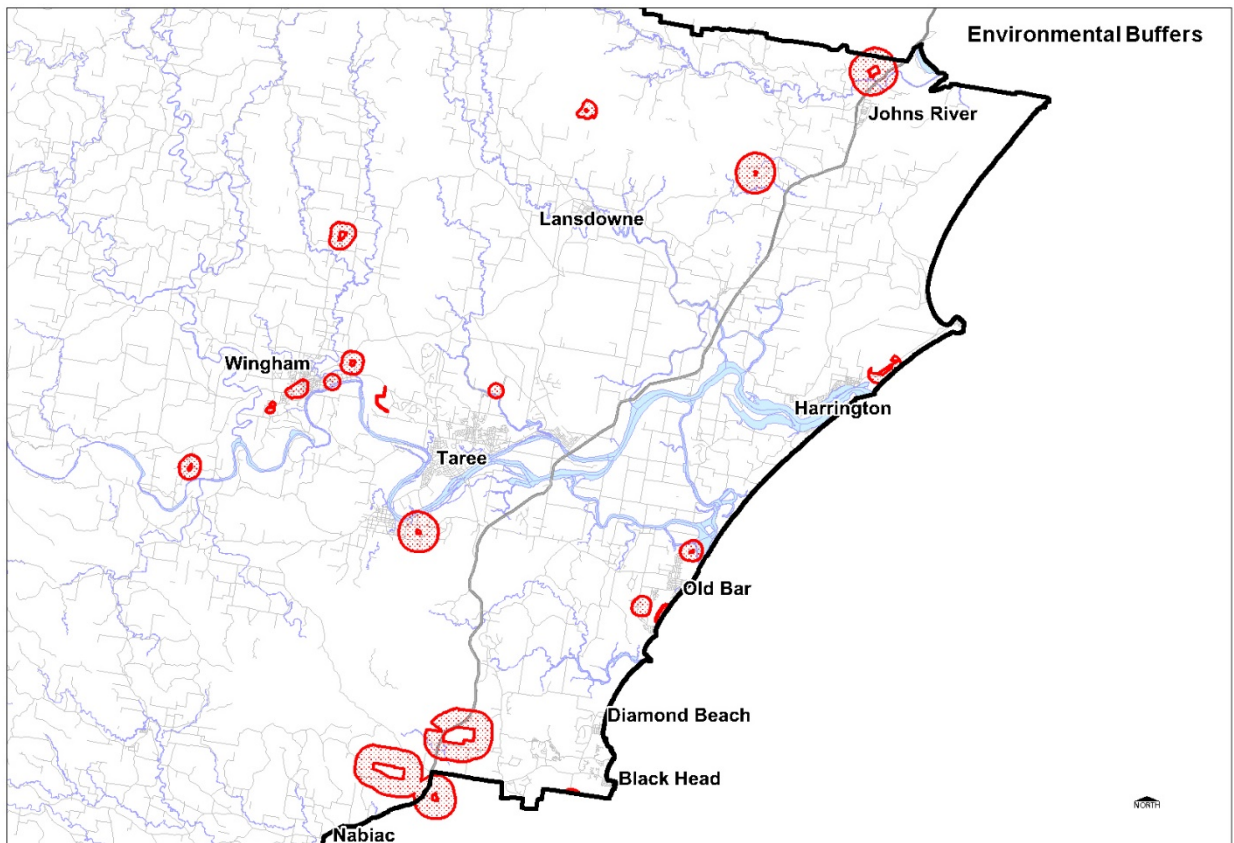 Environmental Buffers
Johns River
Lansdowne
Wingham
Harrington
Taree
Old Bar
Diamond Beach
Black Head
NORTH
Nabiac